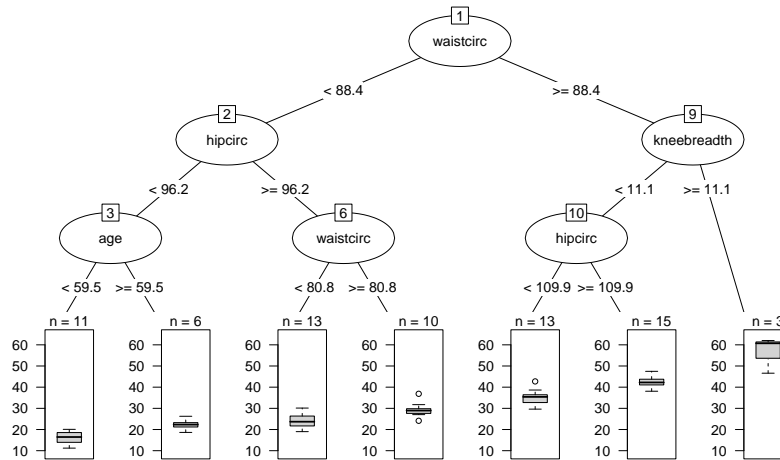 1
waistcirc
< 88.4 >= 88.4
2 9
hipcirc kneebreadth
< 96.2 >= 96.2 < 11.1 >= 11.1
3 6 10
age waistcirc hipcirc
< 59.5 >= 59.5 < 80.8 >= 80.8 < 109.9 >= 109.9
n = 11 n = 6 n = 13 n = 10 n = 13 n = 15 n = 3
60 60 60 60 60 60 60
50 50 50 50 50 50 50
40 40 40 40 40 40 40
30 30 30 30 30 30 30
20 20 20 20 20 20 20
10 10 10 10 10 10 10